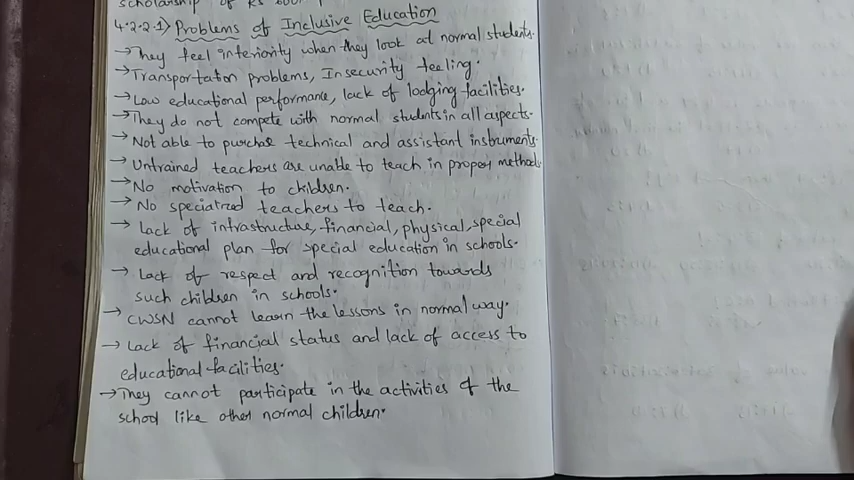 scholarship of Rs 600/-
4.2.2.1) Problems of Inclusive Education
→ They feel inferiority when they look at normal students.
→ Transportation problems, Insecurity feeling.
→ Low educational performance, lack of lodging facilities.
→ They do not compete with normal students in all aspects.
→ Not able to purchase technical and assistant instruments.
→ Untrained teachers are unable to teach in proper method.
→ No motivation to children.
→ No specialized teachers to teach.
→ Lack of infrastructure, financial, physical, special
educational plan for special education in schools.
→ Lack of respect and recognition towards
such children in schools.
→ CWSN cannot learn the lessons in normal way.
→ Lack of financial status and lack of access to
educational facilities.
→ They cannot participate in the activities of the
school like other normal children.